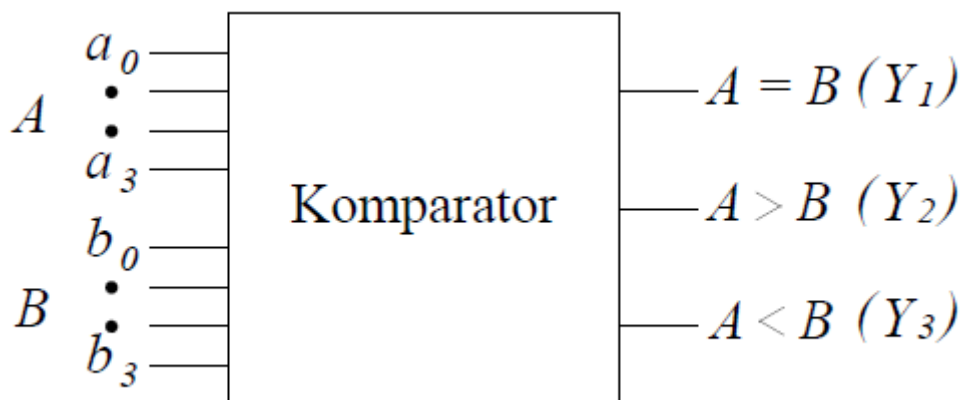 a₀
A
a₃
b₀
B
b₃
Komparator
A = B (Y₁)
A > B (Y₂)
A < B (Y₃)